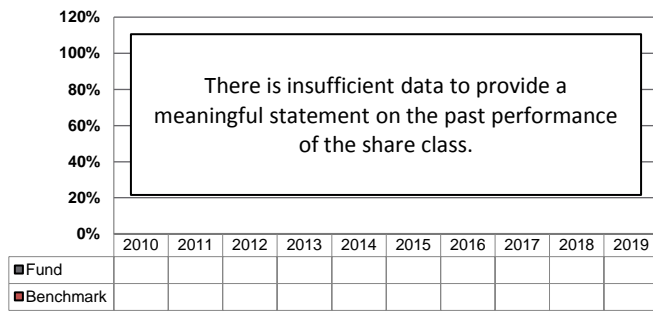 120%
100%
80%
60%
40%
20%
0%
There is insufficient data to provide a
meaningful statement on the past performance
of the share class.
2010 2011 2012 2013 2014 2015 2016 2017 2018 2019
Fund
Benchmark